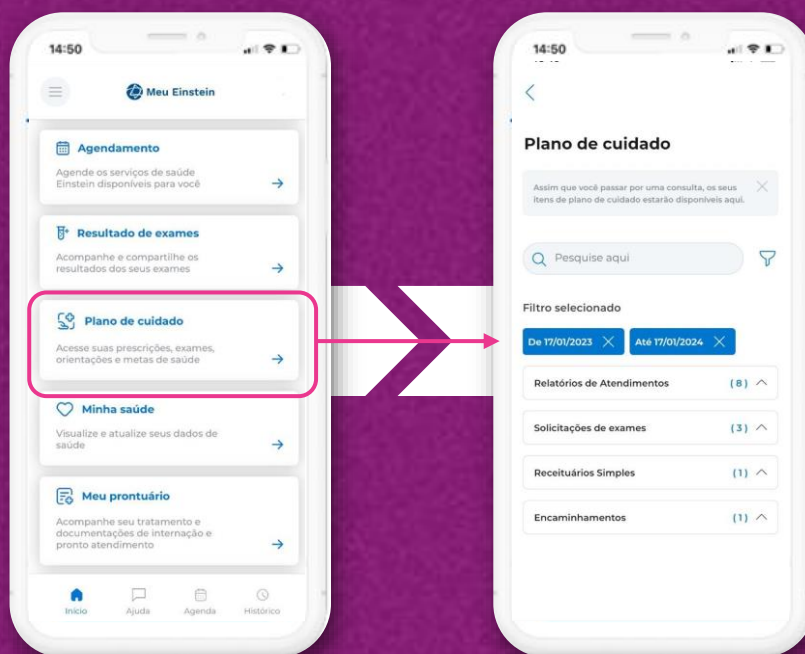 14:50
Meu Einstein
Agendamento
Agende os serviços de saúde
Einstein disponíveis para você
Resultado de exames
Acompanhe e compartilhe os
resultados dos seus exames
Plano de cuidado
Acesse suas prescrições, exames,
orientações e metas de saúde
Minha saúde
Visualize e atualize seus dados de
saúde
Meu prontuário
Acompanhe seu tratamento e
documentações de internação e
pronto atendimento
Início
Ajuda
Agenda
Histórico
14:50
Plano de cuidado
Assim que você passar por uma consulta, os seus
itens de plano de cuidado estarão disponíveis aqui.
Pesquise aqui
Filtro selecionado
De 17/01/2023
Até 17/01/2024
Relatórios de Atendimentos (8)
Solicitações de exames (3)
Receituários Simples (1)
Encaminhamentos (1)